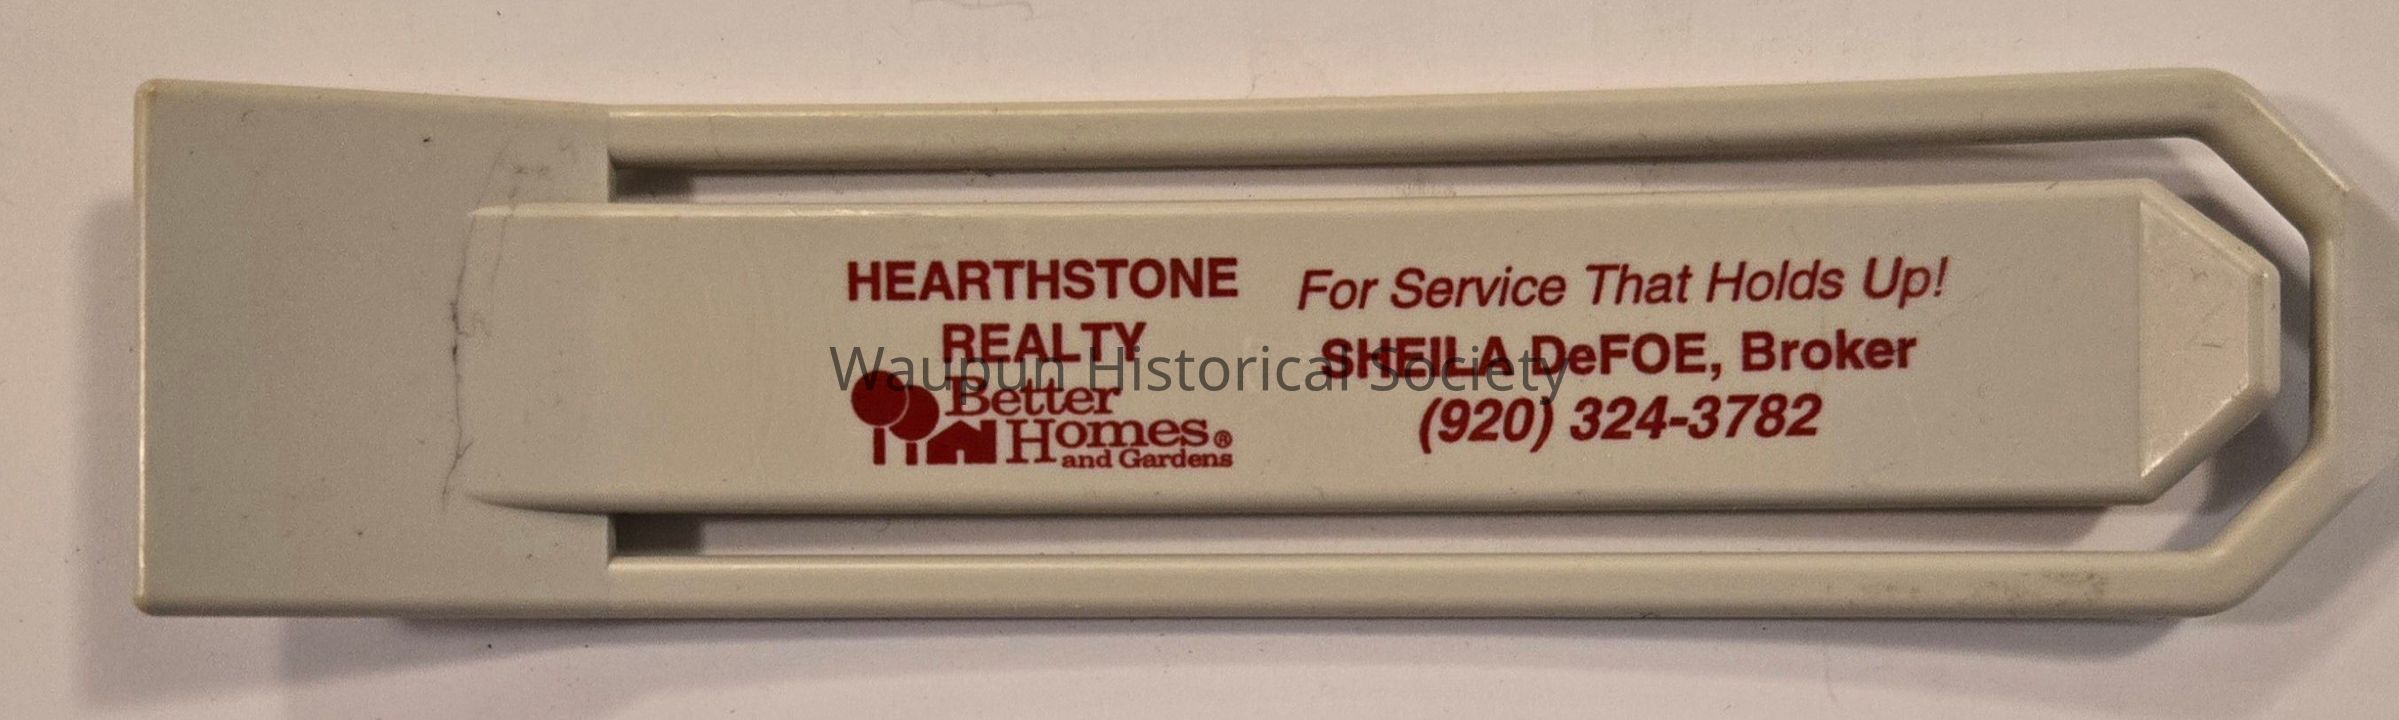 HEARTHSTONE
REALTY
Better
Homes®
and Gardens
For Service That Holds Up!
SHEILA DeFOE, Broker
(920) 324-3782
Waupun Historical Society